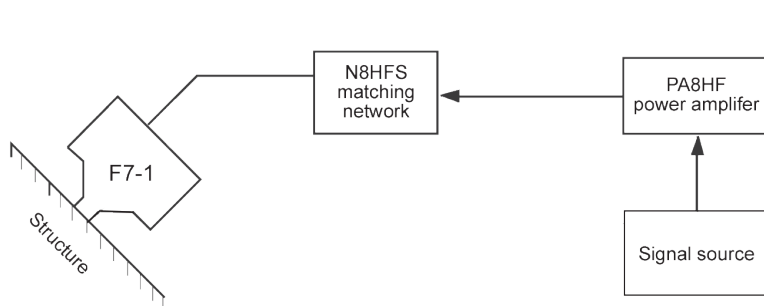 N8HFS
matching
network
PA8HF
power amplifer
F7-1
Structure
Signal source